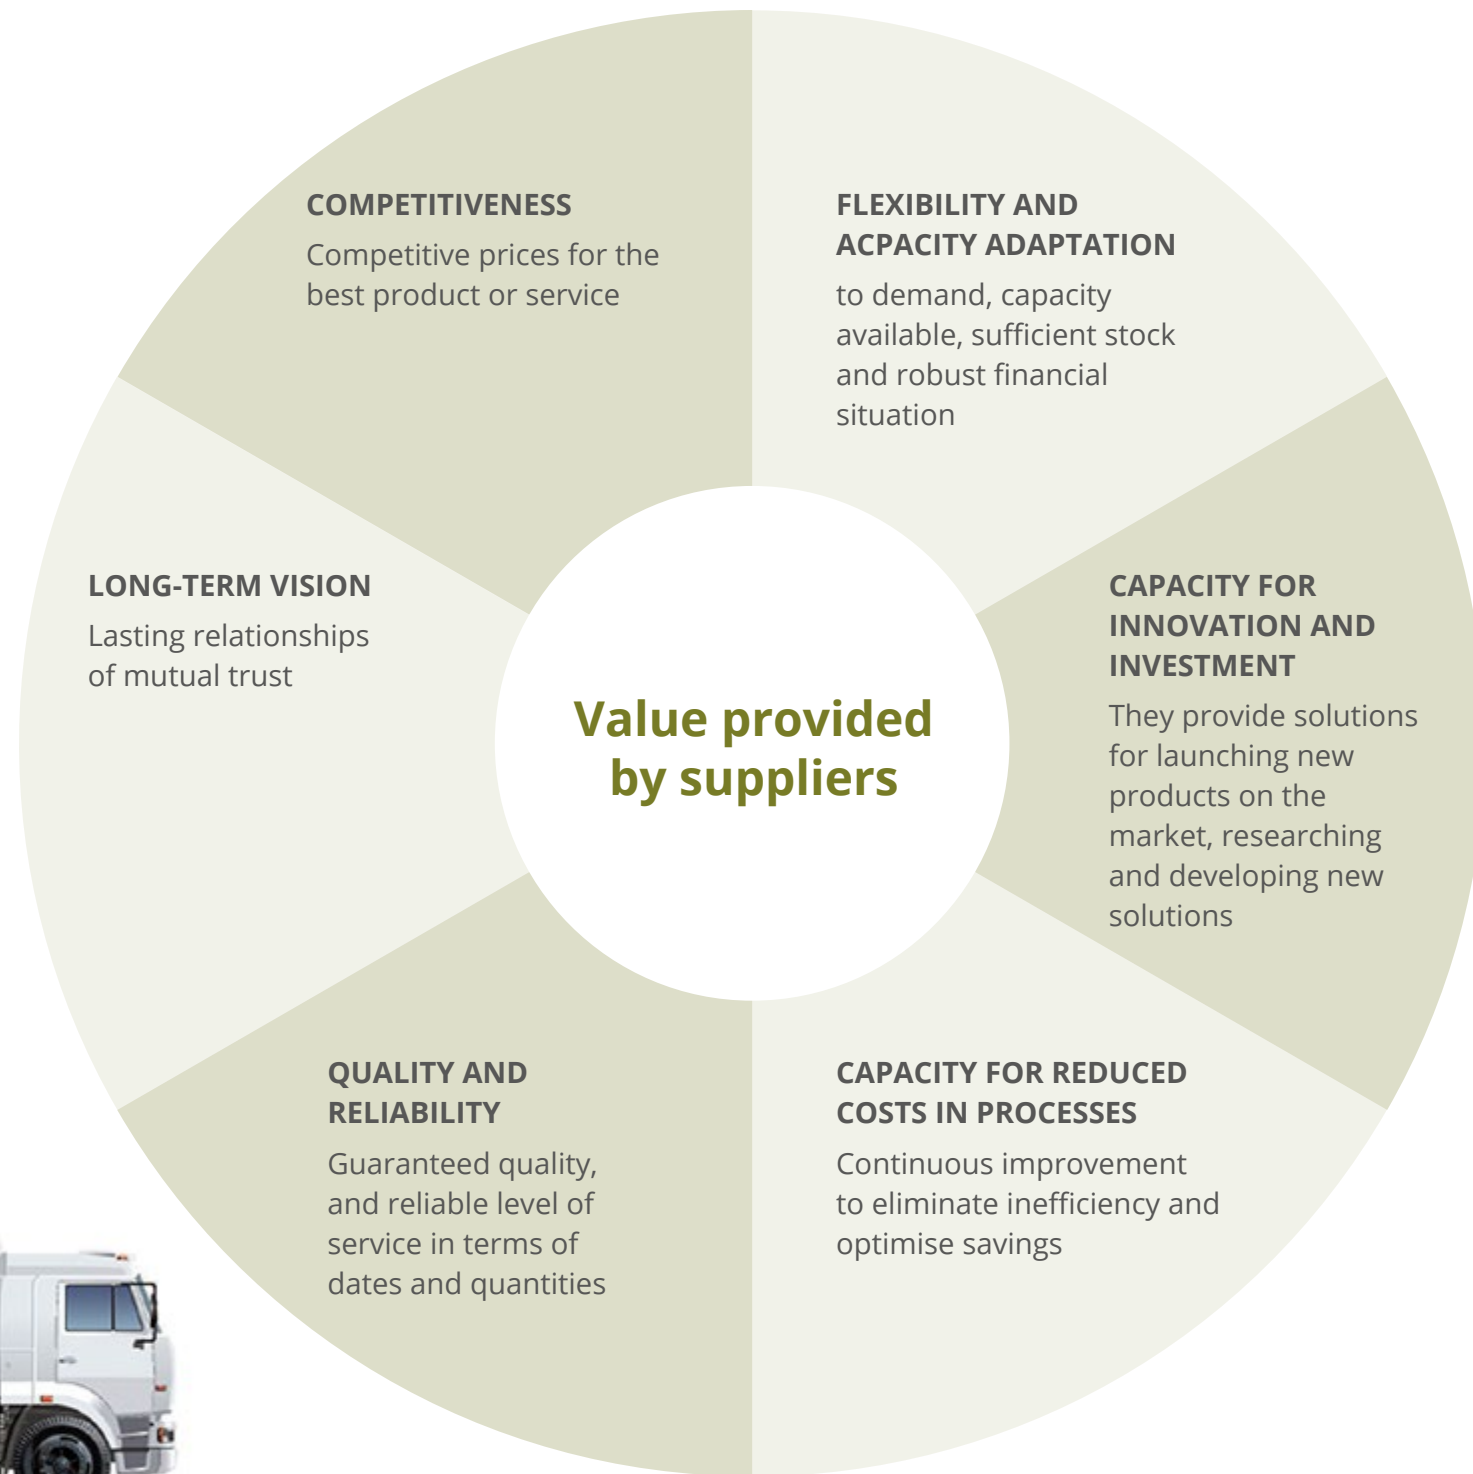 COMPETITIVENESS
Competitive prices for the
best product or service
FLEXIBILITY AND
ACPACITY ADAPTATION
to demand, capacity
available, sufficient stock
and robust financial
situation
LONG-TERM VISION
Lasting relationships
of mutual trust
Value provided
by suppliers
CAPACITY FOR
INNOVATION AND
INVESTMENT
They provide solutions
for launching new
products on the
market, researching
and developing new
solutions
QUALITY AND
RELIABILITY
Guaranteed quality,
and reliable level of
service in terms of
dates and quantities
CAPACITY FOR REDUCED
COSTS IN PROCESSES
Continuous improvement
to eliminate inefficiency and
optimise savings